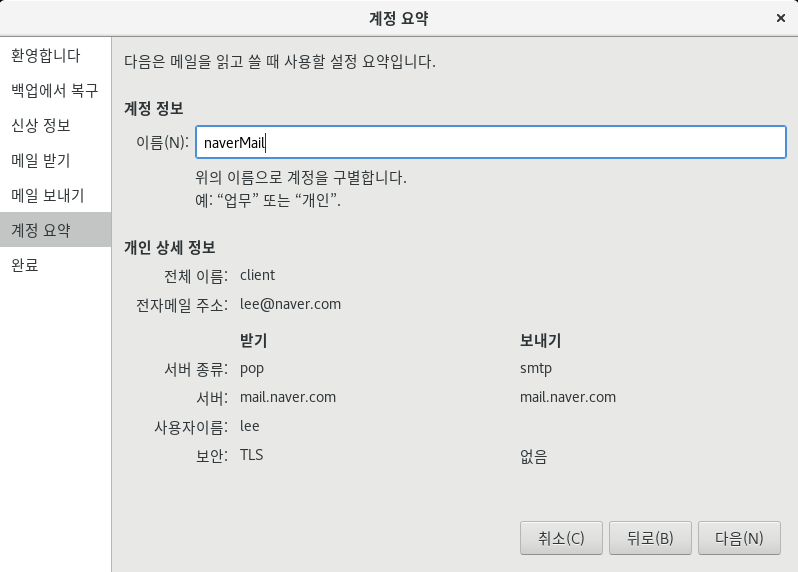 계정 요약
×
환영합니다
백업에서 복구
신상 정보
메일 받기
메일 보내기
계정 요약
완료
다음은 메일을 읽고 쓸 때 사용할 설정 요약입니다.
계정 정보
이름(N): naverMail
위의 이름으로 계정을 구별합니다.
예: “업무” 또는 “개인”.
개인 상세 정보
전체 이름: client
전자메일 주소: lee@naver.com
받기 보내기
서버 종류: pop smtp
서버: mail.naver.com mail.naver.com
사용자이름: lee
보안: TLS 없음
취소(C) 뒤로(B) 다음(N)